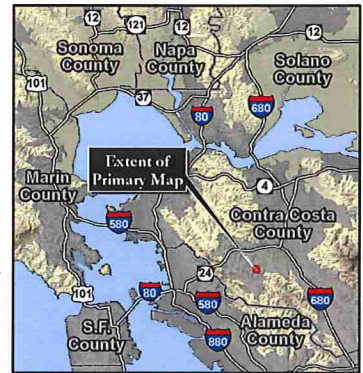 12
121
12
Sonoma
County
Napa
County
Solano
County
12
101
37
80
680
Extent of
Primary Map
Marin
County
4
Contra Costa
County
580
24
101
80
580
680
S.F.
County
880
Alameda
County